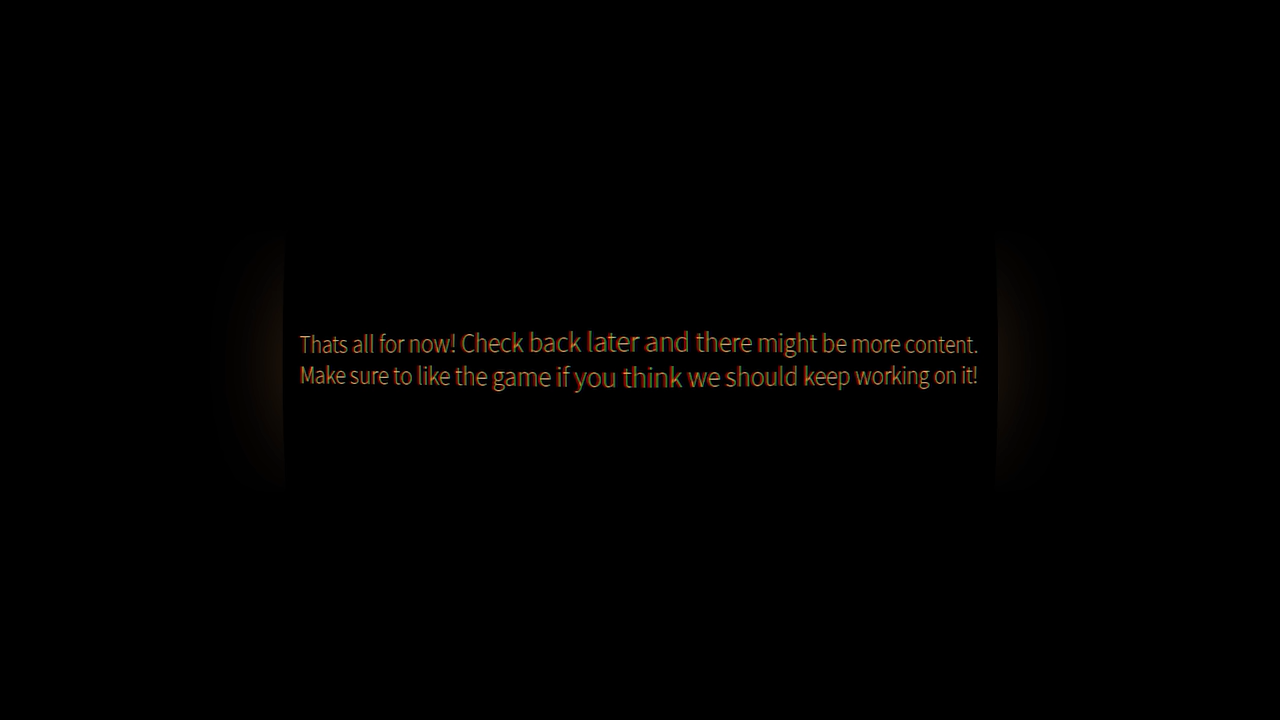 Thats all for now! Check back later and there might be more content.
Make sure to like the game if you think we should keep working on it!